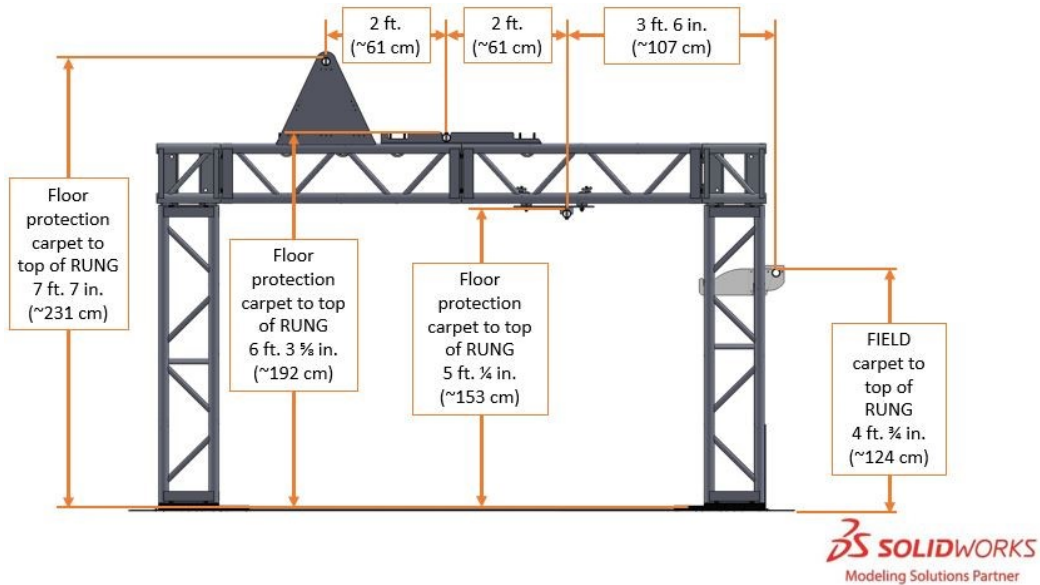 2 ft.
(~61 cm)
2 ft.
(~61 cm)
3 ft. 6 in.
(~107 cm)
Floor
protection
carpet to
top of RUNG
7 ft. 7 in.
(~231 cm)
Floor
protection
carpet to top
of RUNG
6 ft. 3 ⅝ in.
(~192 cm)
Floor
protection
carpet to top
of RUNG
5 ft. ¼ in.
(~153 cm)
FIELD
carpet to
top of
RUNG
4 ft. ¾ in.
(~124 cm)
SOLIDWORKS
Modeling Solutions Partner